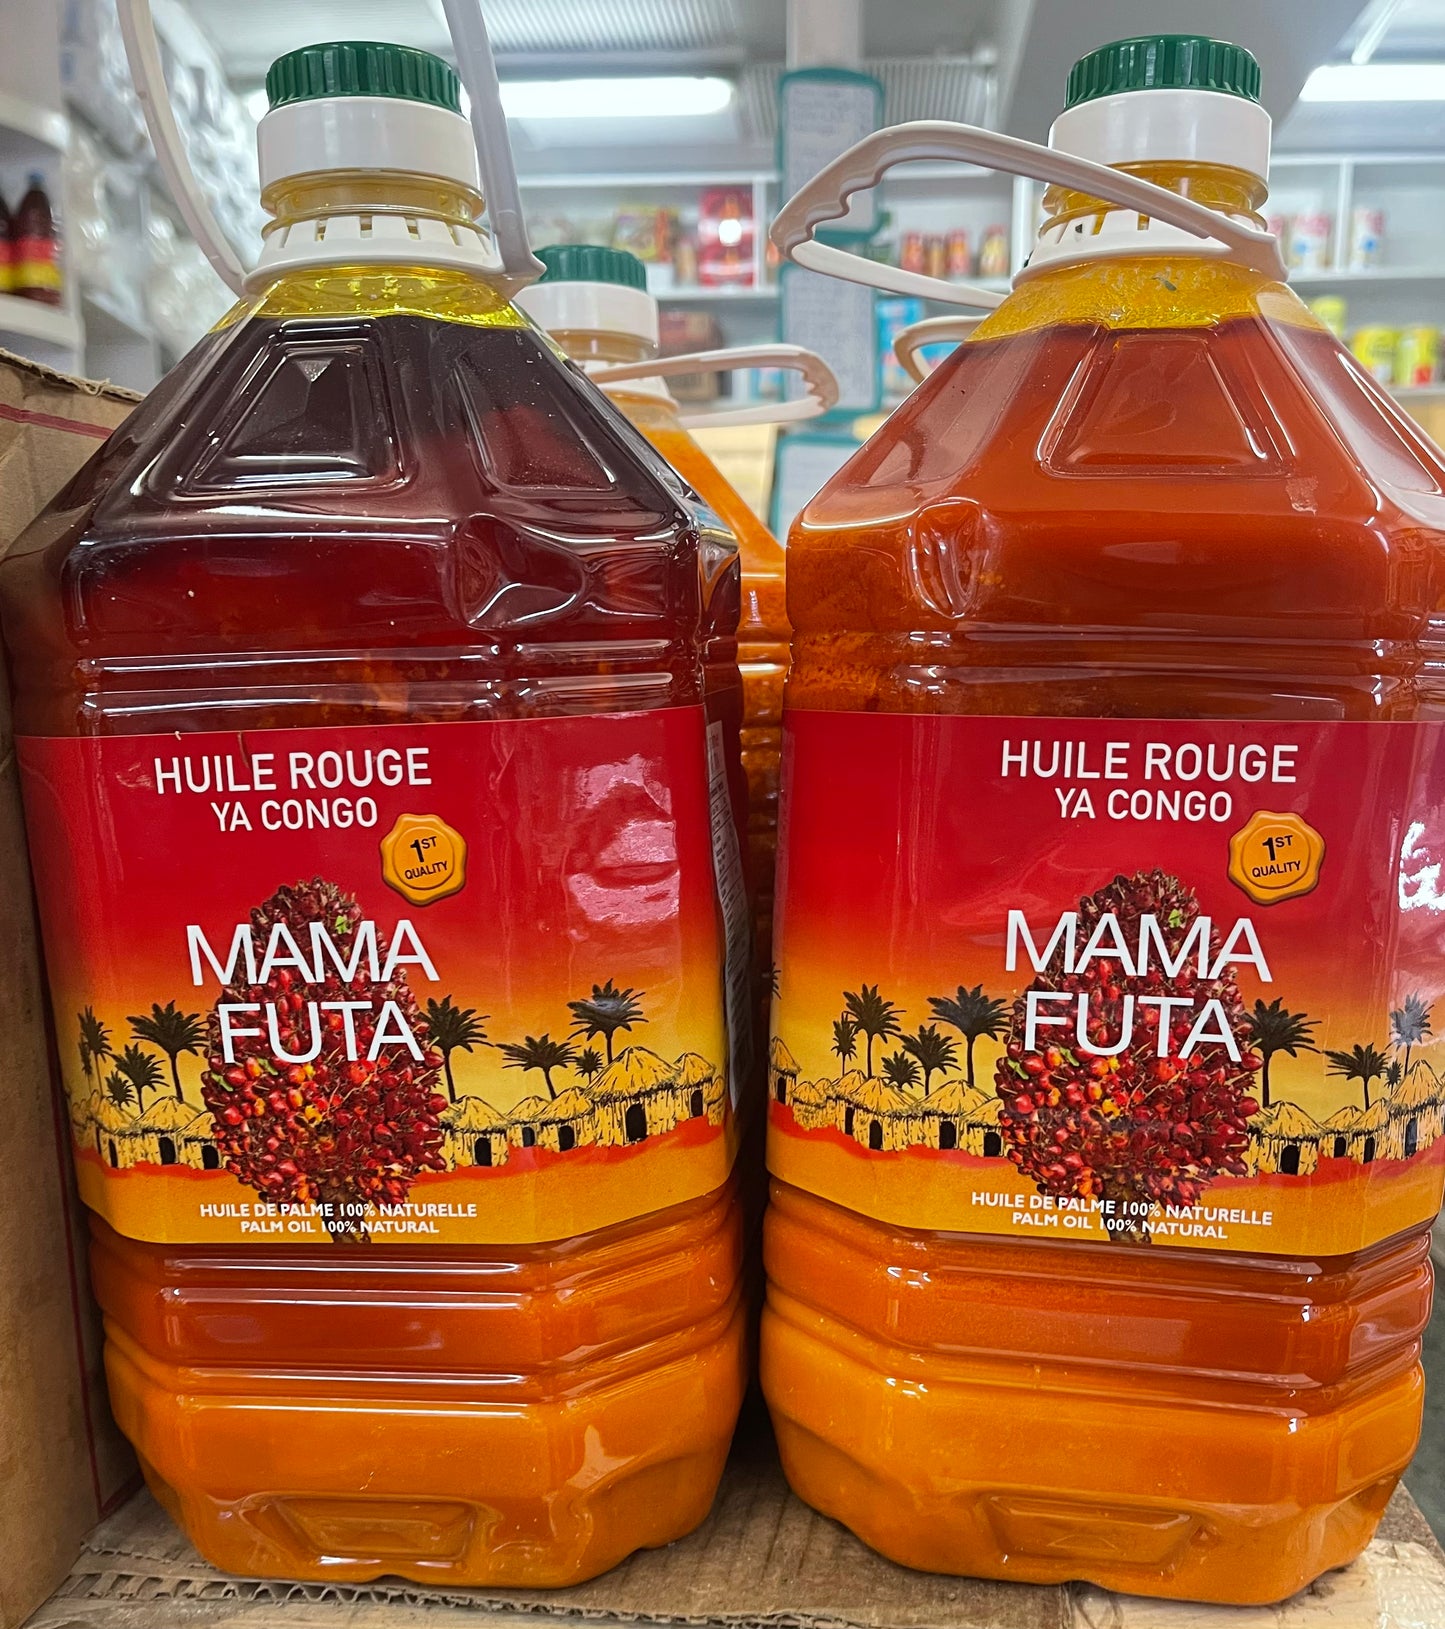 HUILE ROUGE
YA CONGO
1ST
QUALITY
MAMA
FUTA
HUILE DE PALME 100% NATURELLE
PALM OIL 100% NATURAL
HUILE ROUGE
YA CONGO
1ST
QUALITY
MAMA
FUTA
HUILE DE PALME 100% NATURELLE
PALM OIL 100% NATURAL